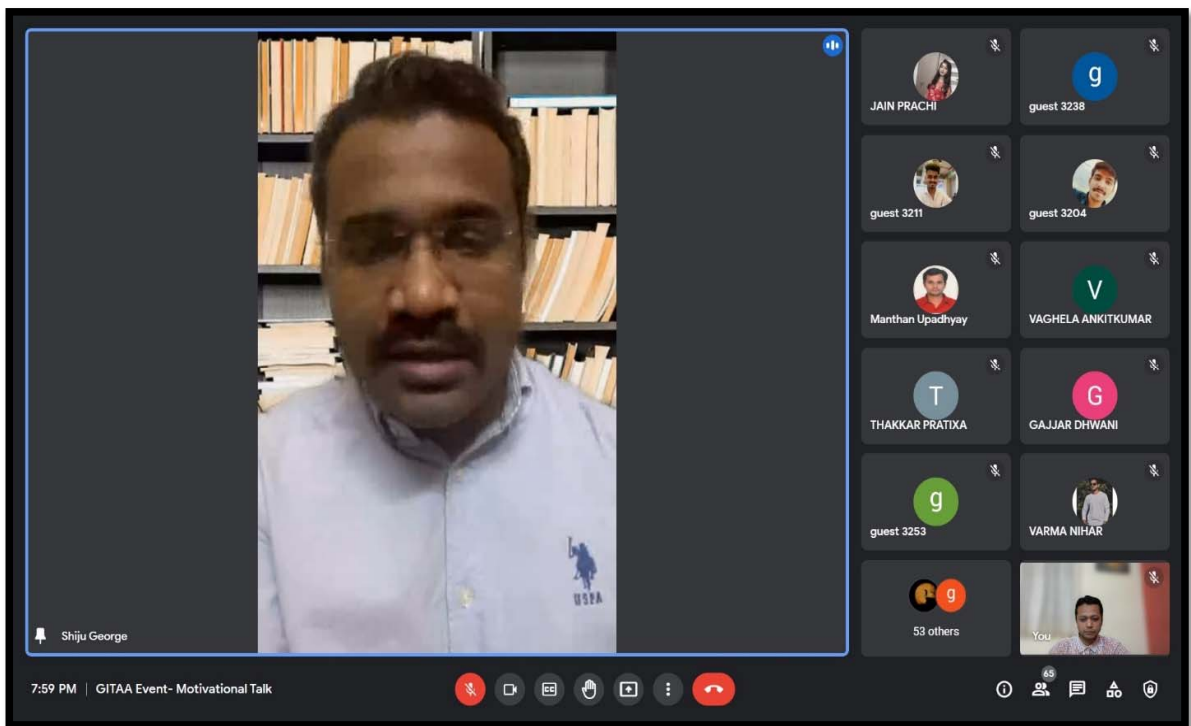 JAIN PRACHI
g
guest 3238
guest 3211
guest 3204
Manthan Upadhyay
V
VAGHELA ANKITKUMAR
T
THAKKAR PRATIXA
G
GAJJAR DHWANI
g
guest 3253
VARMA NIHAR
g
53 others
You
USPA
Shiju George
7:59 PM | GITAA Event- Motivational Talk
CC
65